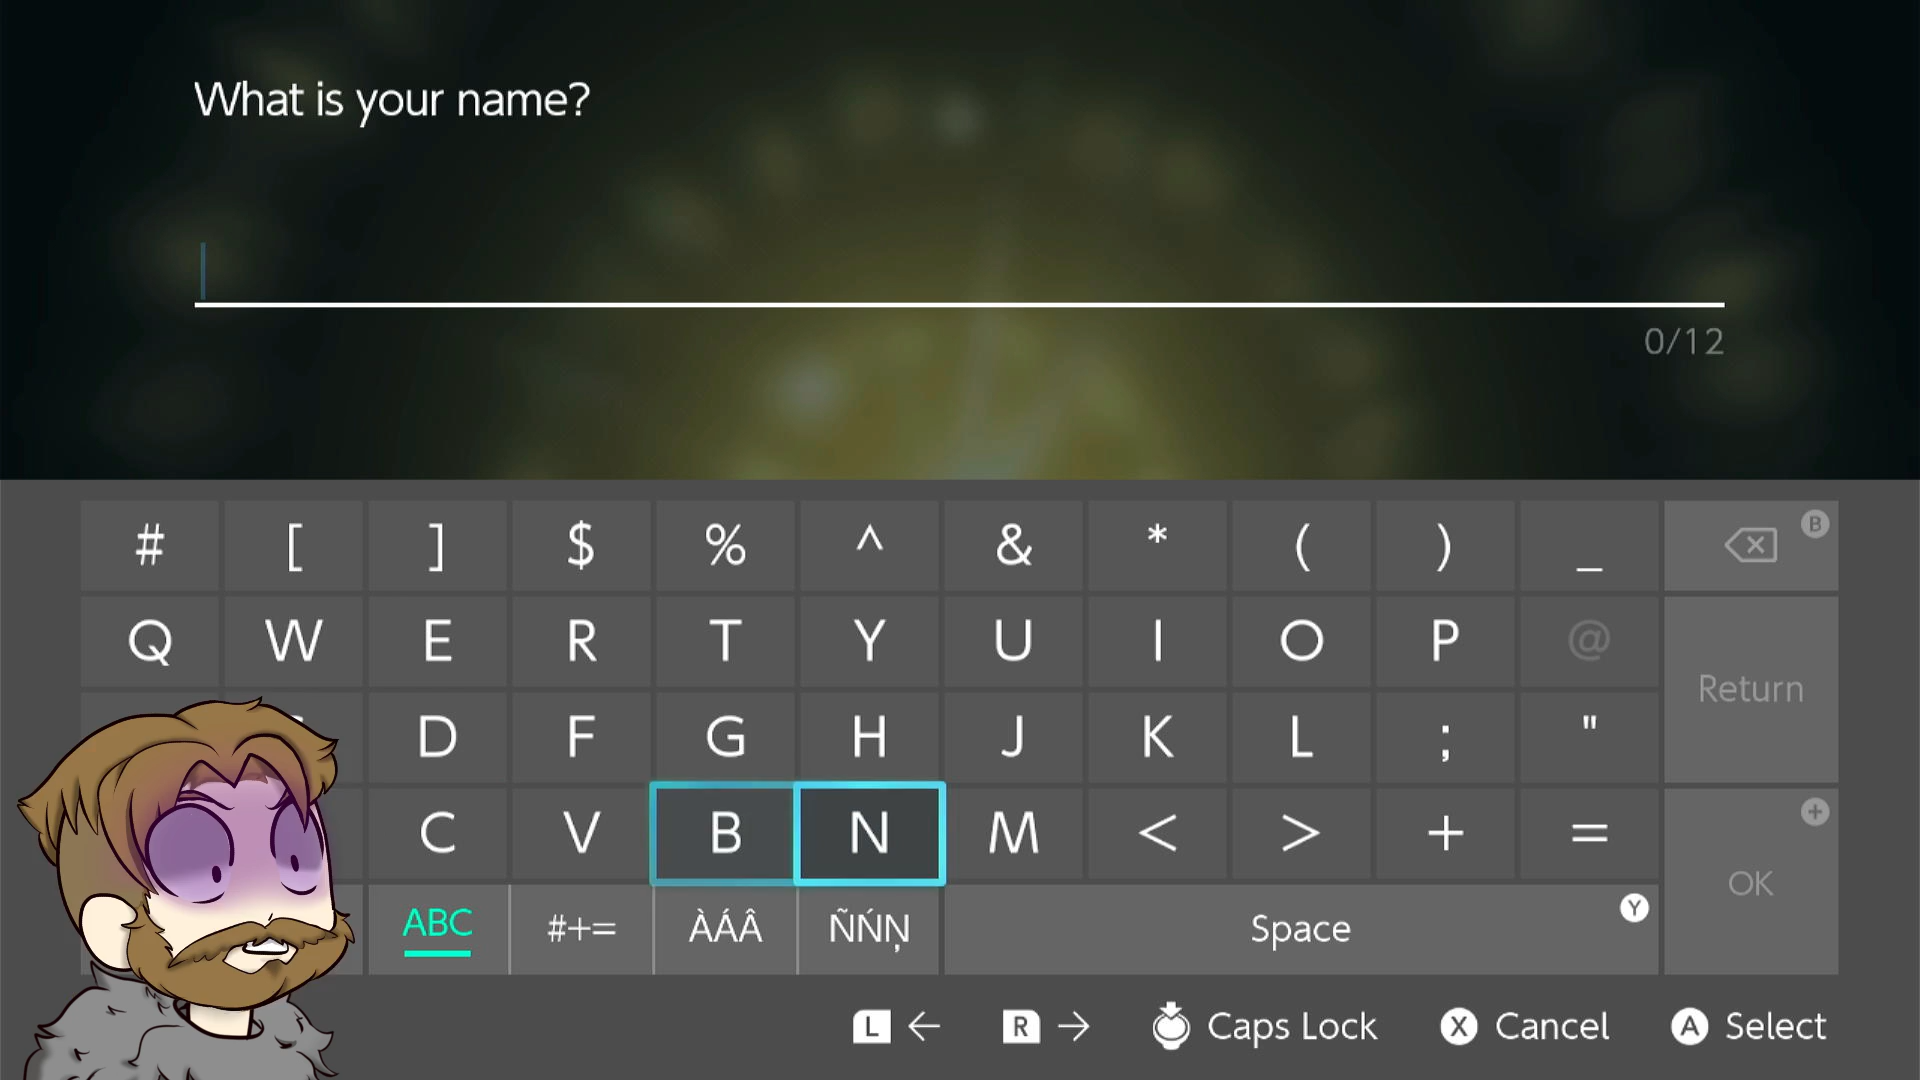 What is your name?
0/12
# [ ] $ % ^ & * ( ) _ B
Q W E R T Y U I O P @
Return
D F G H J K L ; "
C V B N M < > + = +
OK
ABC #+= ÀÁÂ ÑŃŅ Space Y
L ← R → Caps Lock X Cancel A Select